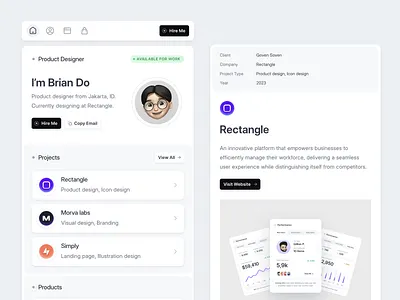 Hire Me
Product Designer
AVAILABLE FOR WORK
I'm Brian Do
Product designer from Jakarta, ID.
Currently designing at Rectangle.
Hire Me
Copy Email
Projects
View All
Rectangle
Product design, Icon design
Morva labs
Visual design, Branding
Simply
Landing page, Illustration design
Products
Client
Geven Seven
Company
Rectangle
Project Type
Product design, Icon design
Year
2023
Rectangle
An innovative platform that empowers businesses to
efficiently manage their workforce, delivering a seamless
user experience while distinguishing itself from competitors.
Visit Website
$59,410
5,9k
2,950